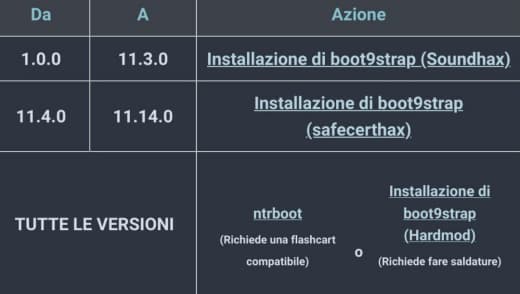 Da A Azione
1.0.0 11.3.0 Installazione di boot9strap (Soundhax)
11.4.0 11.14.0 Installazione di boot9strap
(safecerthax)
TUTTE LE VERSIONI
ntrboot
(Richiede una flashcart
compatibile)
o
Installazione di
boot9strap
(Hardmod)
(Richiede fare saldature)